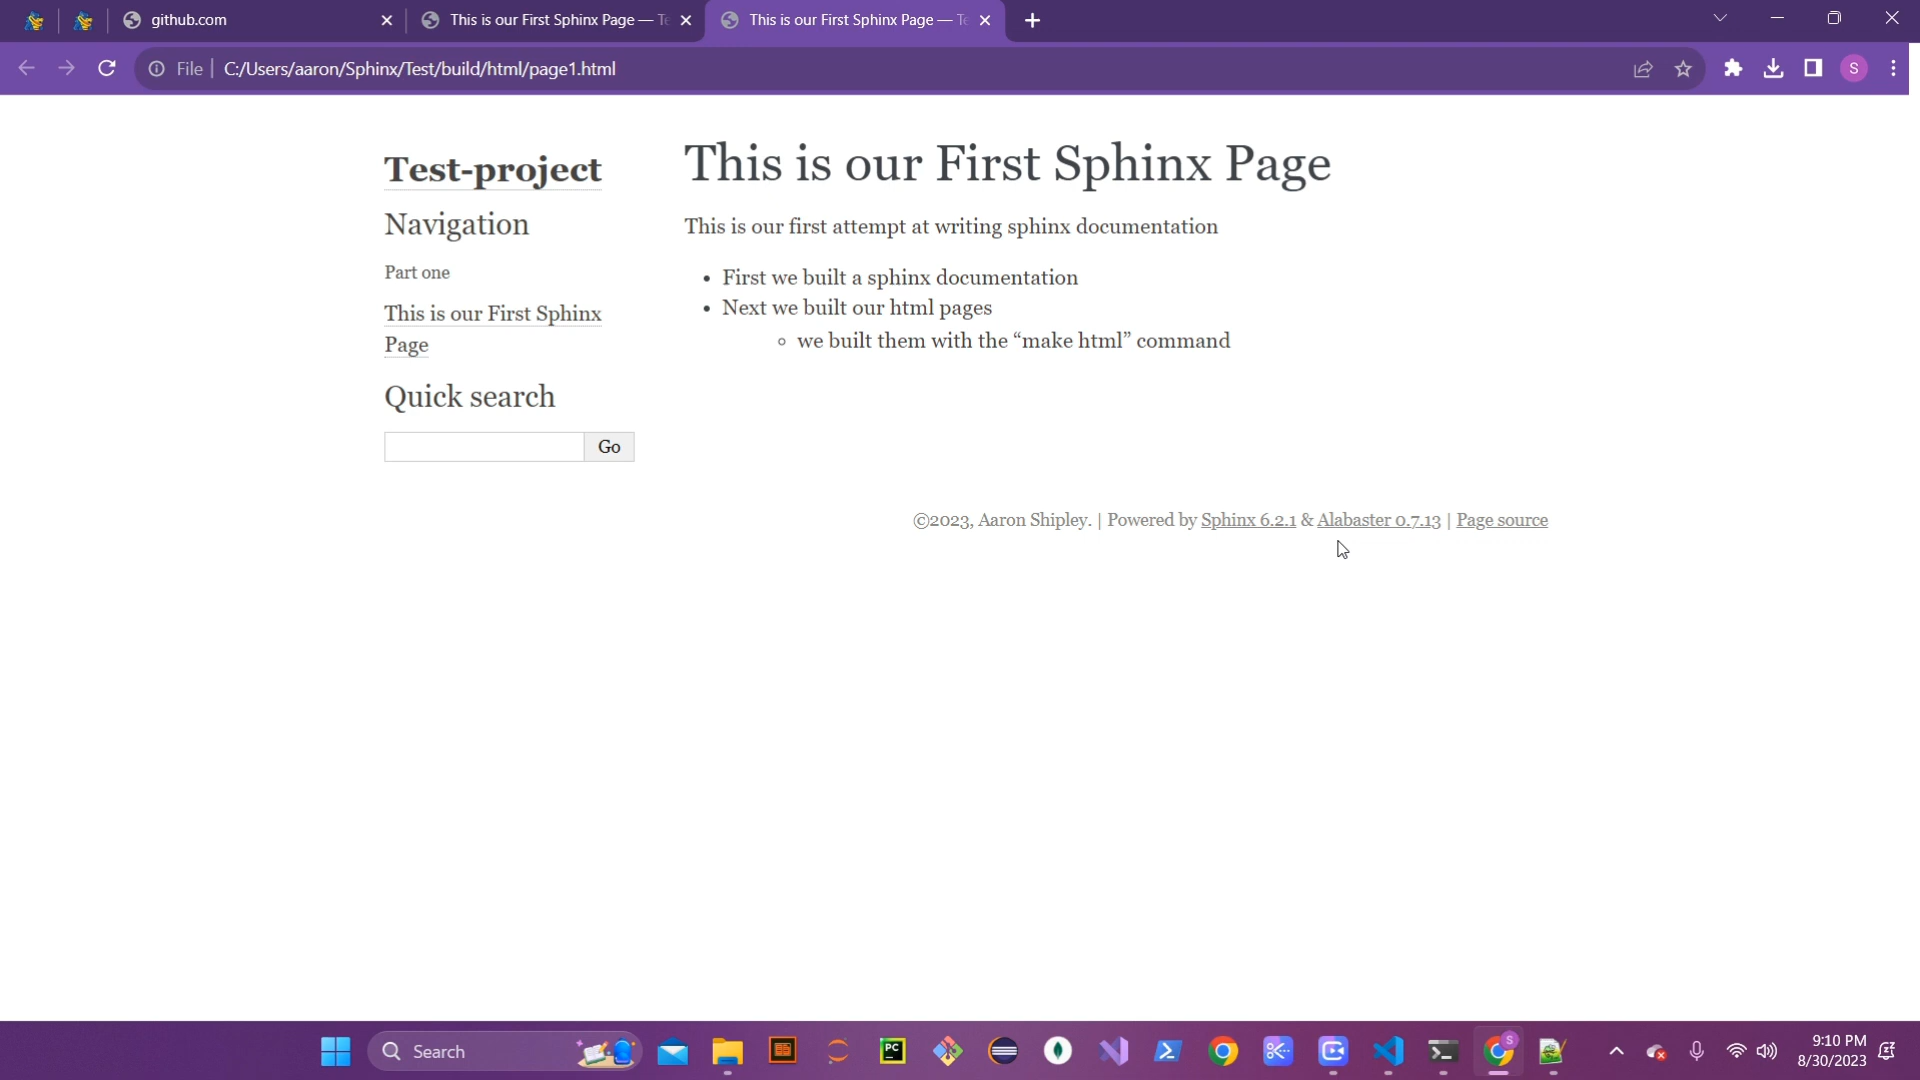 github.com
This is our First Sphinx Page — Te
This is our First Sphinx Page — Te
File
C:/Users/aaron/Sphinx/Test/build/html/page1.html
S
Test-project
Navigation
Part one
This is our First Sphinx
Page
Quick search
Go
This is our First Sphinx Page
This is our first attempt at writing sphinx documentation
• First we built a sphinx documentation
• Next we built our html pages
◦ we built them with the “make html” command
©2023, Aaron Shipley. | Powered by Sphinx 6.2.1 & Alabaster 0.7.13 | Page source
Search
PC
S
9:10 PM
8/30/2023